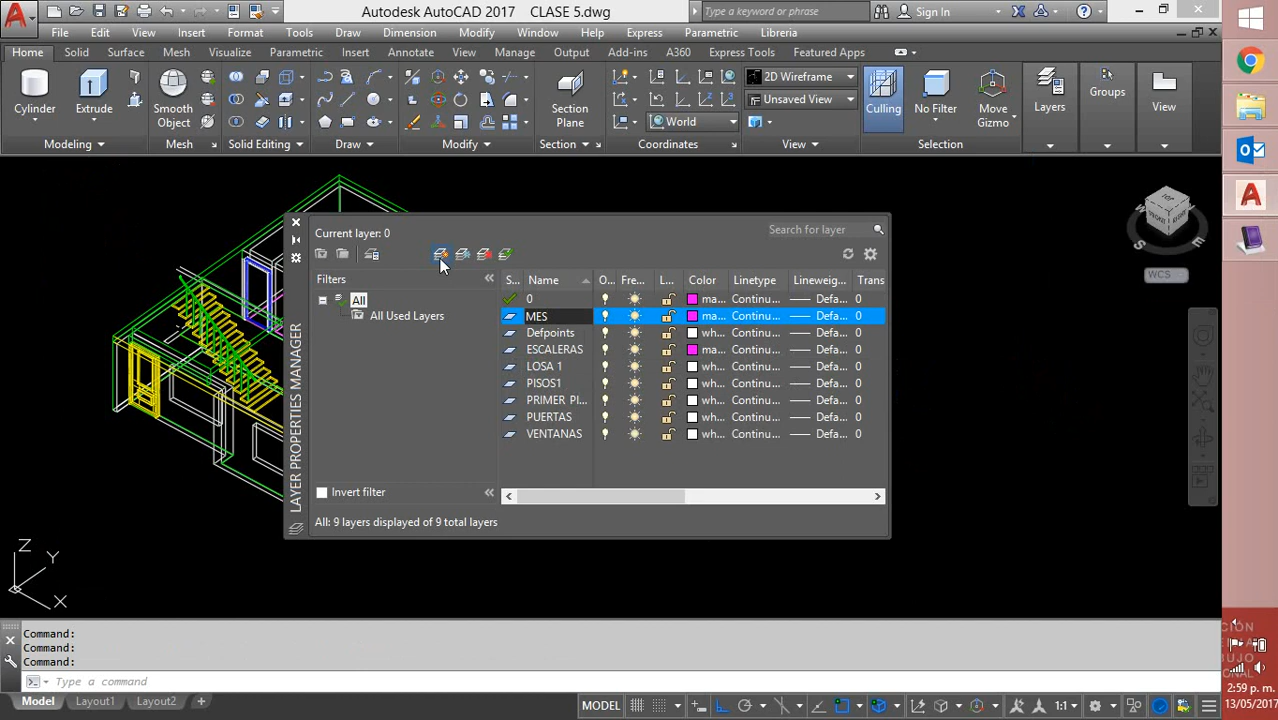 Autodesk AutoCAD 2017 CLASE 5.dwg
Type a keyword or phrase
Sign In
File Edit View Insert Format Tools Draw Dimension Modify Window Help Express Parametric Libreria
Home Solid Surface Mesh Visualize Parametric Insert Annotate View Manage Output Add-ins A360 Express Tools Featured Apps
Cylinder
Extrude
Smooth
Object
Section
Plane
2D Wireframe
Unsaved View
World
Culling
No Filter
Move
Gizmo
Layers
Groups
View
Modeling Mesh Solid Editing Draw Modify Section Coordinates View Selection
TOP
WCS
LAYER PROPERTIES MANAGER
Current layer: 0
Search for layer
Filters
All
All Used Layers
Invert filter
S... Name O... Fre... L... Color Linetype Lineweig... Trans
0 ma... Continu... Defa... 0
MES ma... Continu... Defa... 0
Defpoints wh... Continu... Defa... 0
ESCALERAS ma... Continu... Defa... 0
LOSA 1 wh... Continu... Defa... 0
PISOS1 wh... Continu... Defa... 0
PRIMER PI... wh... Continu... Defa... 0
PUERTAS wh... Continu... Defa... 0
VENTANAS wh... Continu... Defa... 0
All: 9 layers displayed of 9 total layers
Z
Y
X
Command:
Command:
Command:
Type a command
Model Layout1 Layout2 +
MODEL
1:1
2:59 p. m.
13/05/2017